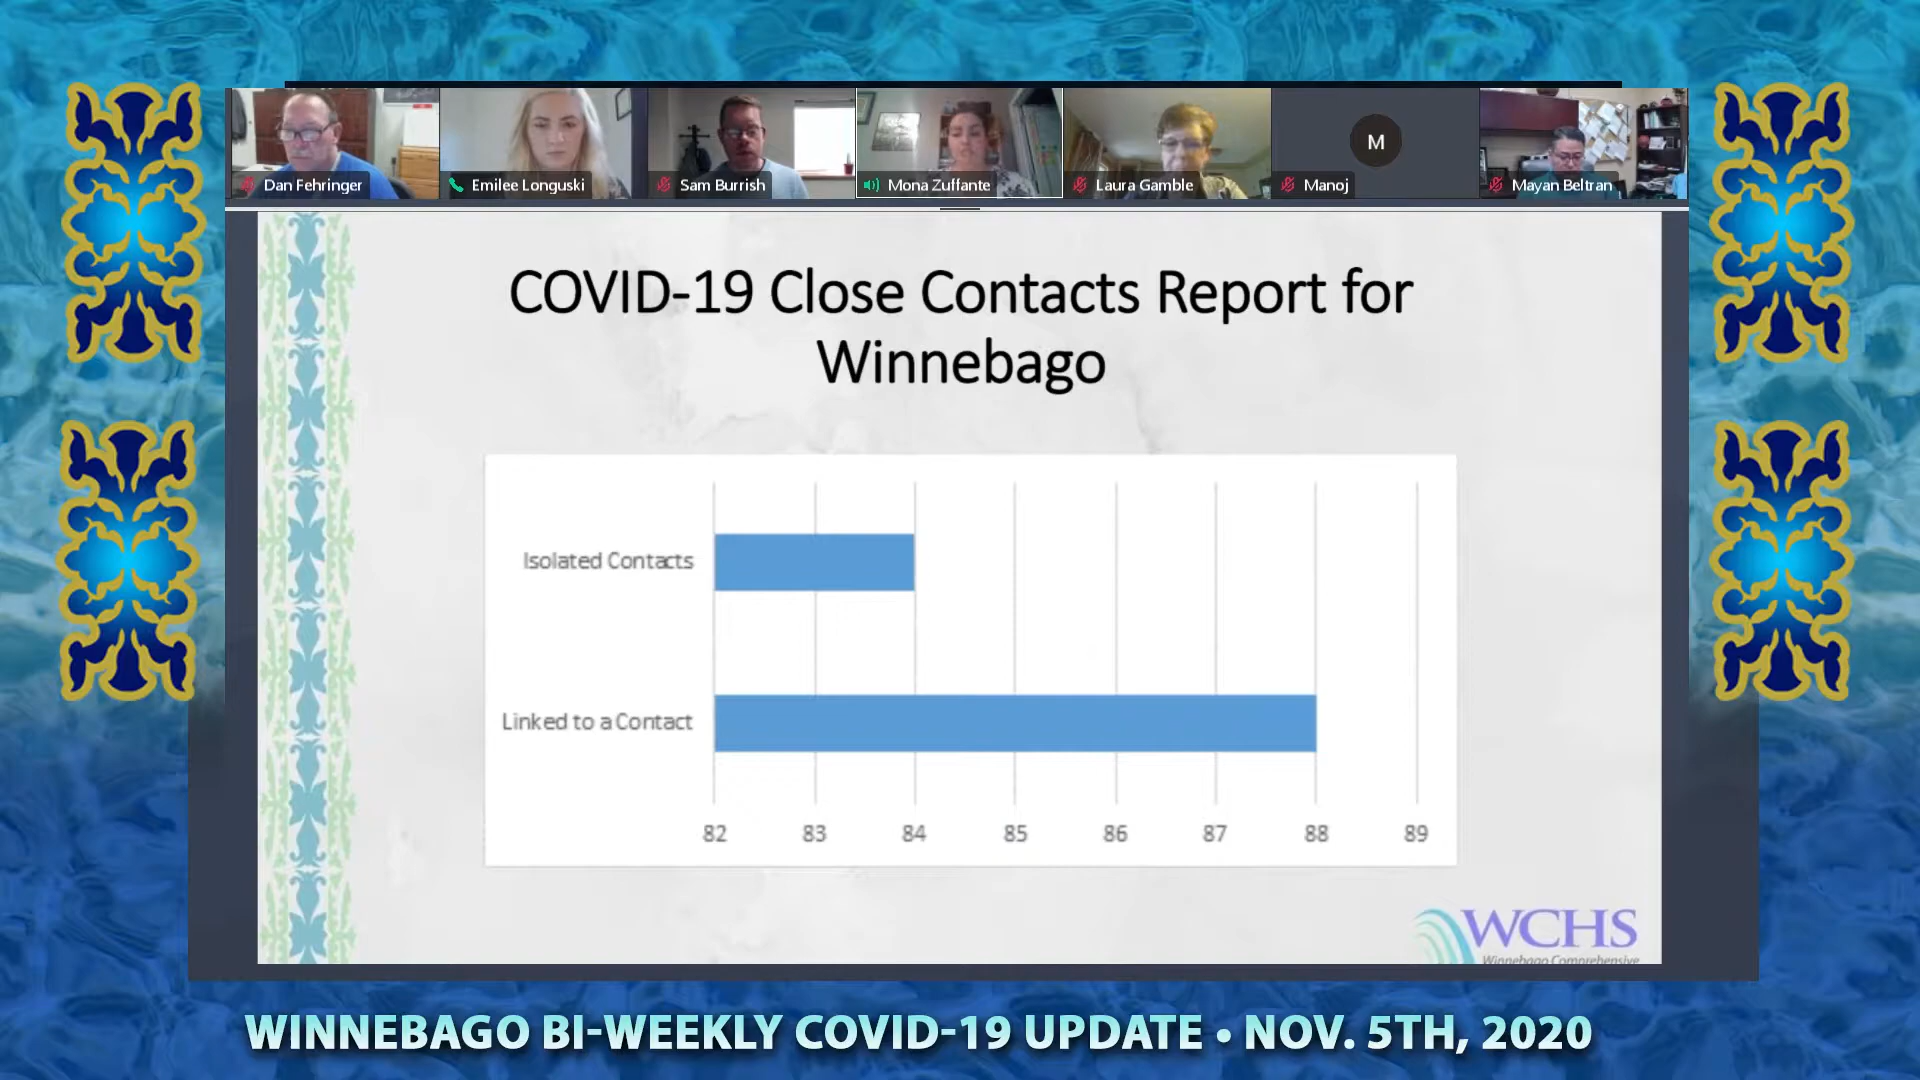 Dan Fehringer
Emilee Longuski
Sam Burrish
Mona Zuffante
Laura Gamble
M
Manoj
Mayan Beltran
COVID-19 Close Contacts Report for
Winnebago
Isolated Contacts
Linked to a Contact
82 83 84 85 86 87 88 89
WCHS
Winnebago Comprehensive
WINNEBAGO BI-WEEKLY COVID-19 UPDATE • NOV. 5TH, 2020